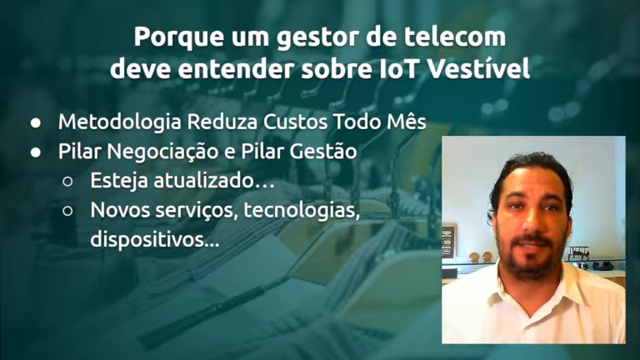 Porque um gestor de telecom
deve entender sobre IoT Vestível
● Metodologia Reduza Custos Todo Mês
● Pilar Negociação e Pilar Gestão
○ Esteja atualizado...
○ Novos serviços, tecnologias,
dispositivos...